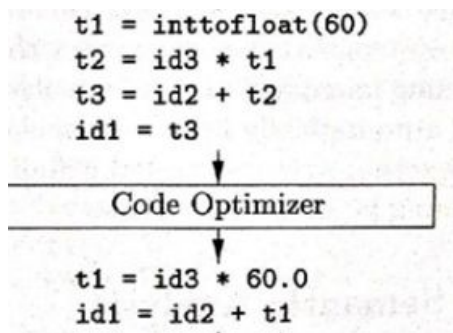 t1 = inttofloat(60)
t2 = id3 * t1
t3 = id2 + t2
id1 = t3
Code Optimizer
t1 = id3 * 60.0
id1 = id2 + t1